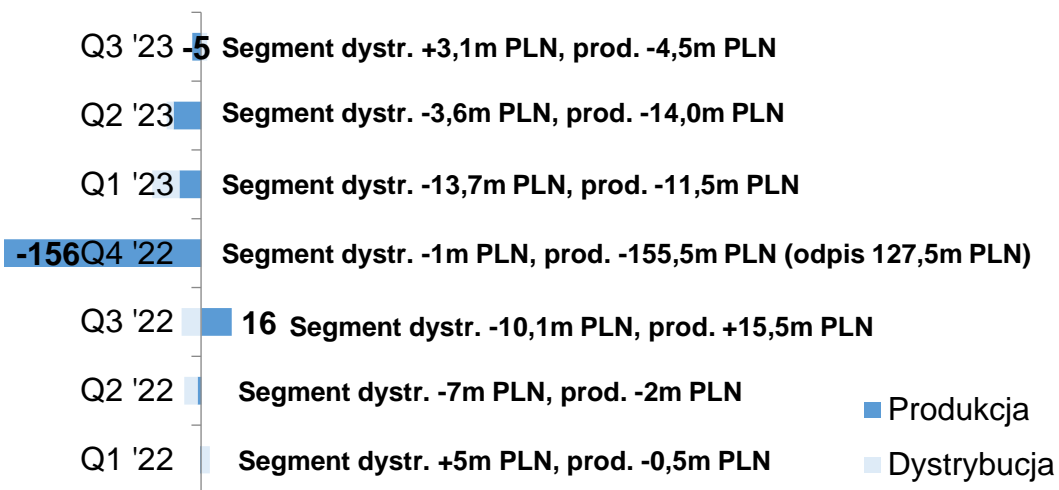 Q3 '23 -5 Segment dystr. +3,1m PLN, prod. -4,5m PLN
Q2 '23 Segment dystr. -3,6m PLN, prod. -14,0m PLN
Q1 '23 Segment dystr. -13,7m PLN, prod. -11,5m PLN
-156 Q4 '22 Segment dystr. -1m PLN, prod. -155,5m PLN (odpis 127,5m PLN)
Q3 '22 16 Segment dystr. -10,1m PLN, prod. +15,5m PLN
Q2 '22 Segment dystr. -7m PLN, prod. -2m PLN
Produkcja
Q1 '22 Segment dystr. +5m PLN, prod. -0,5m PLN
Dystrybucja